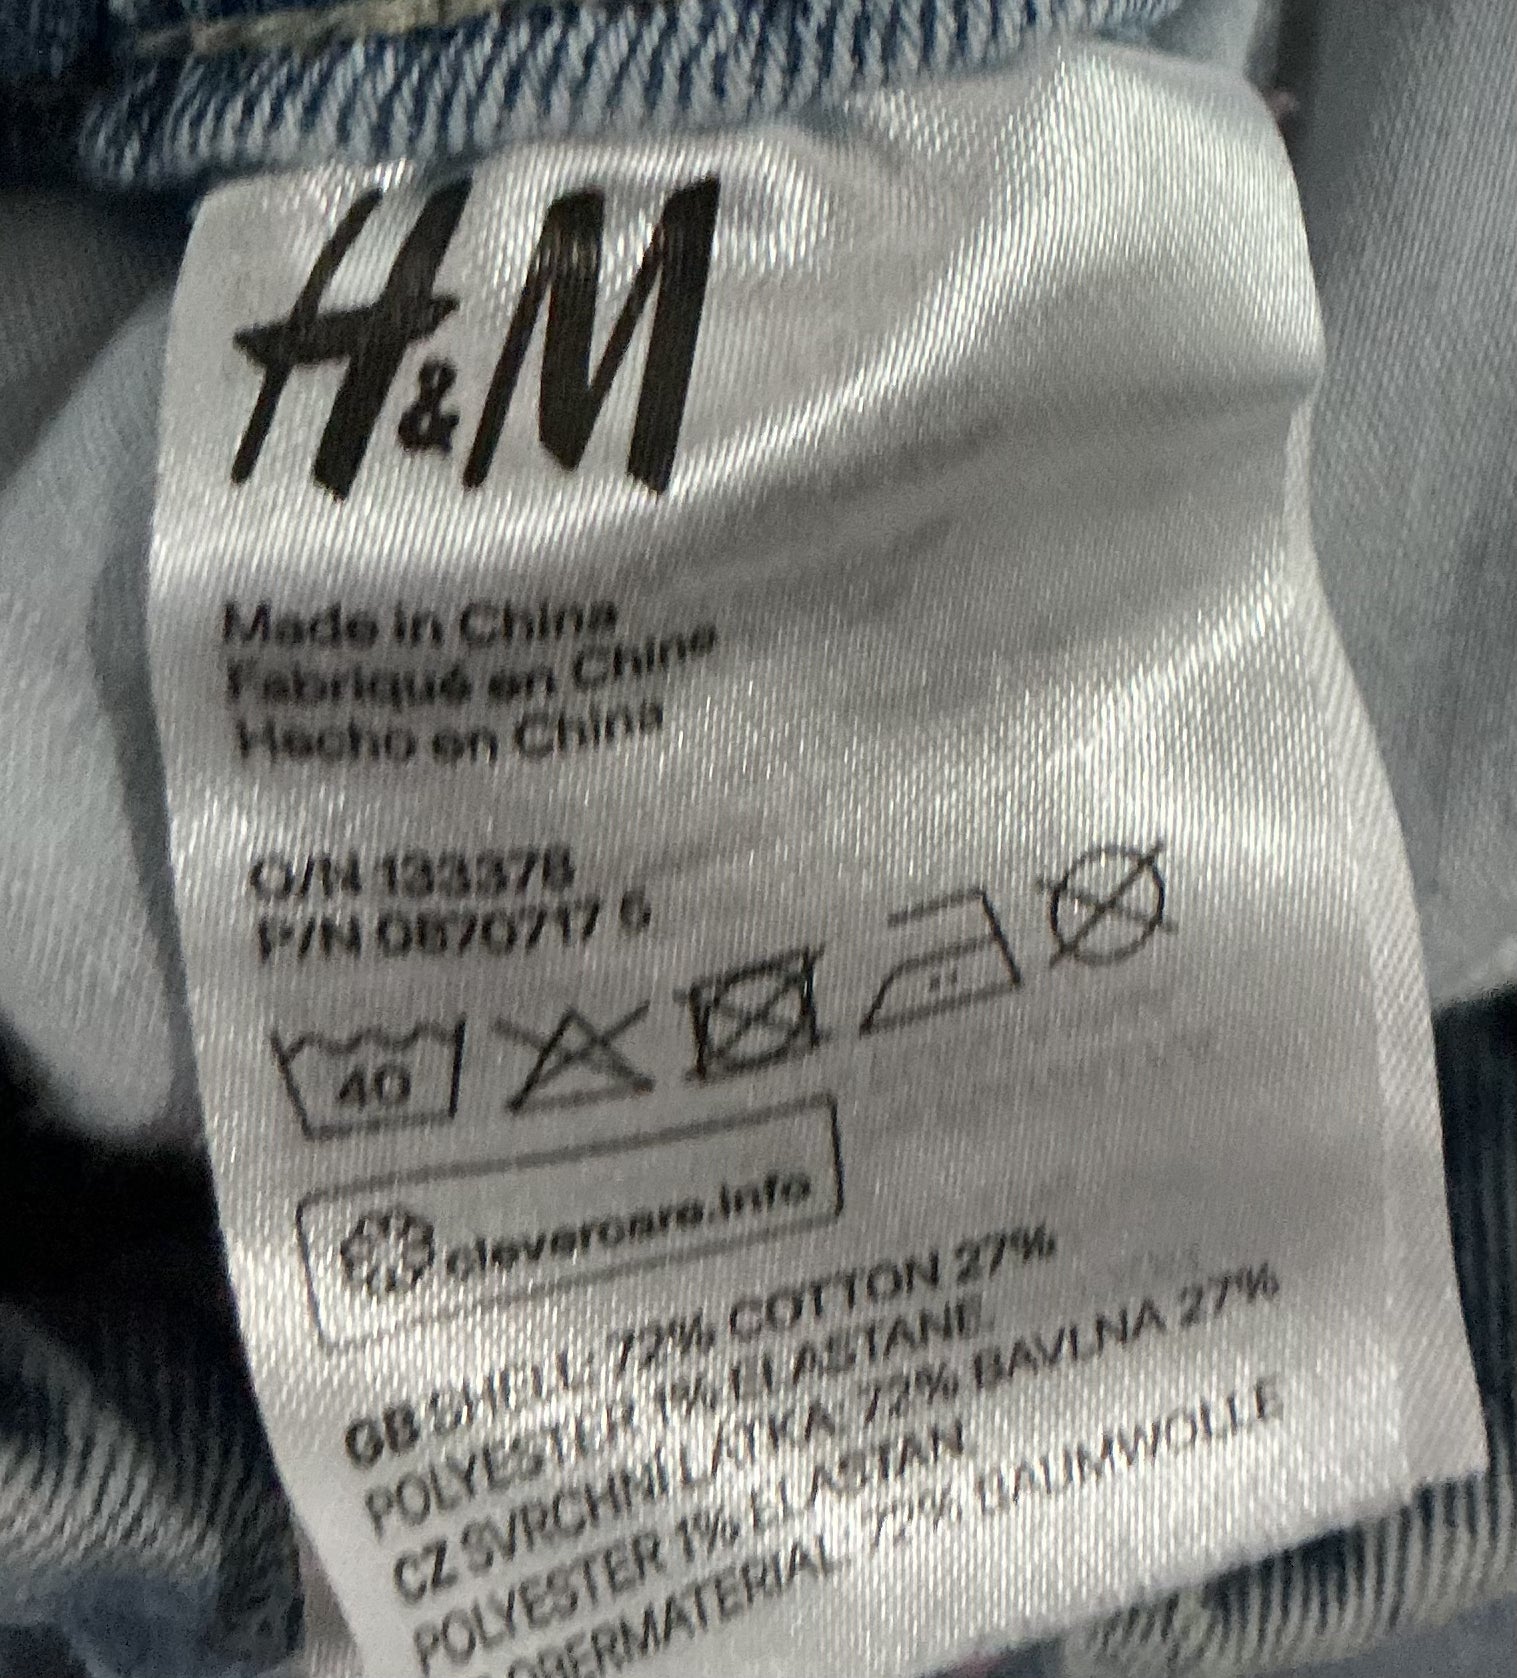 H&M
Made in China
Fabriqué en Chine
Hecho en China
O/N 133378
P/N 0870717 6
40
clevercare.info
GB SHELL: 72% COTTON 27%
POLYESTER 1% ELASTANE
CZ SVRCHNÍ LÁTKA 72% BAVLNA 27%
POLYESTER 1% ELASTAN
OBERMATERIAL 72% BAUMWOLLE